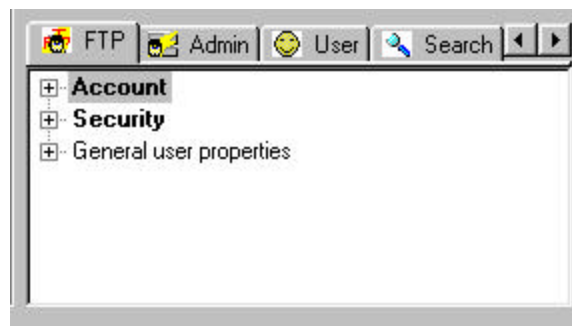 FTP Admin User Search
Account
Security
General user properties